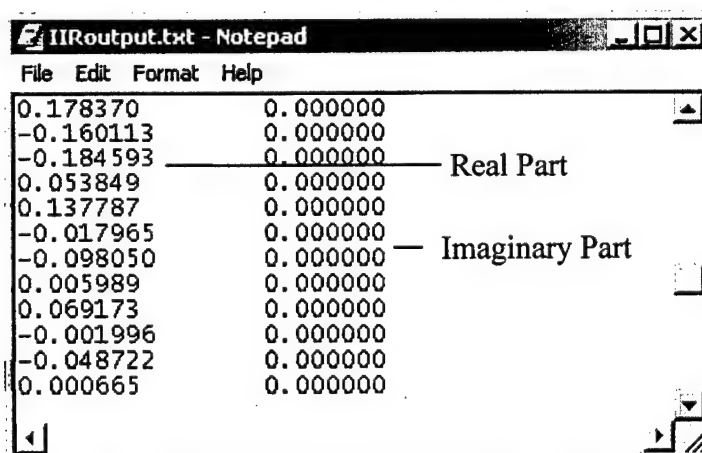 IIRoutput.txt - Notepad
File Edit Format Help
0.178370 0.000000
-0.160113 0.000000
-0.184593 0.000000 Real Part
0.053849 0.000000
0.137787 0.000000
-0.017965 0.000000 Imaginary Part
-0.098050 0.000000
0.005989 0.000000
0.069173 0.000000
-0.001996 0.000000
-0.048722 0.000000
0.000665 0.000000